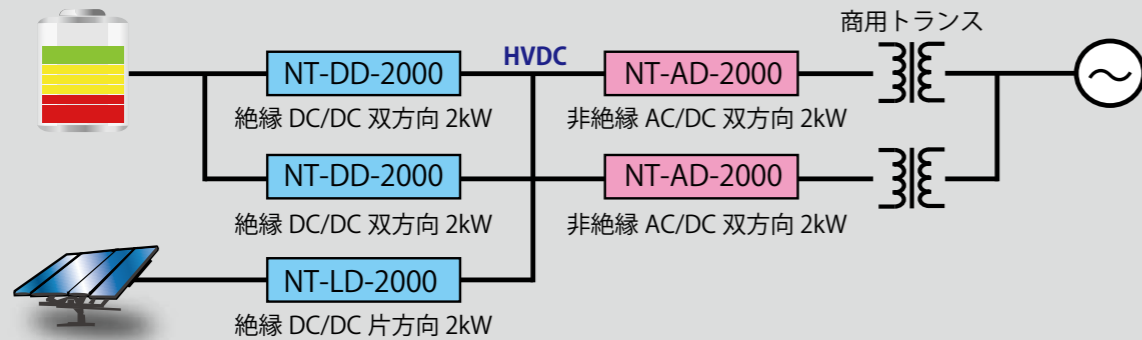 商用トランス
HVDC
NT-DD-2000
NT-AD-2000
絶縁 DC/DC 双方向 2kW
非絶縁 AC/DC 双方向 2kW
NT-DD-2000
NT-AD-2000
絶縁 DC/DC 双方向 2kW
非絶縁 AC/DC 双方向 2kW
NT-LD-2000
絶縁 DC/DC 片方向 2kW